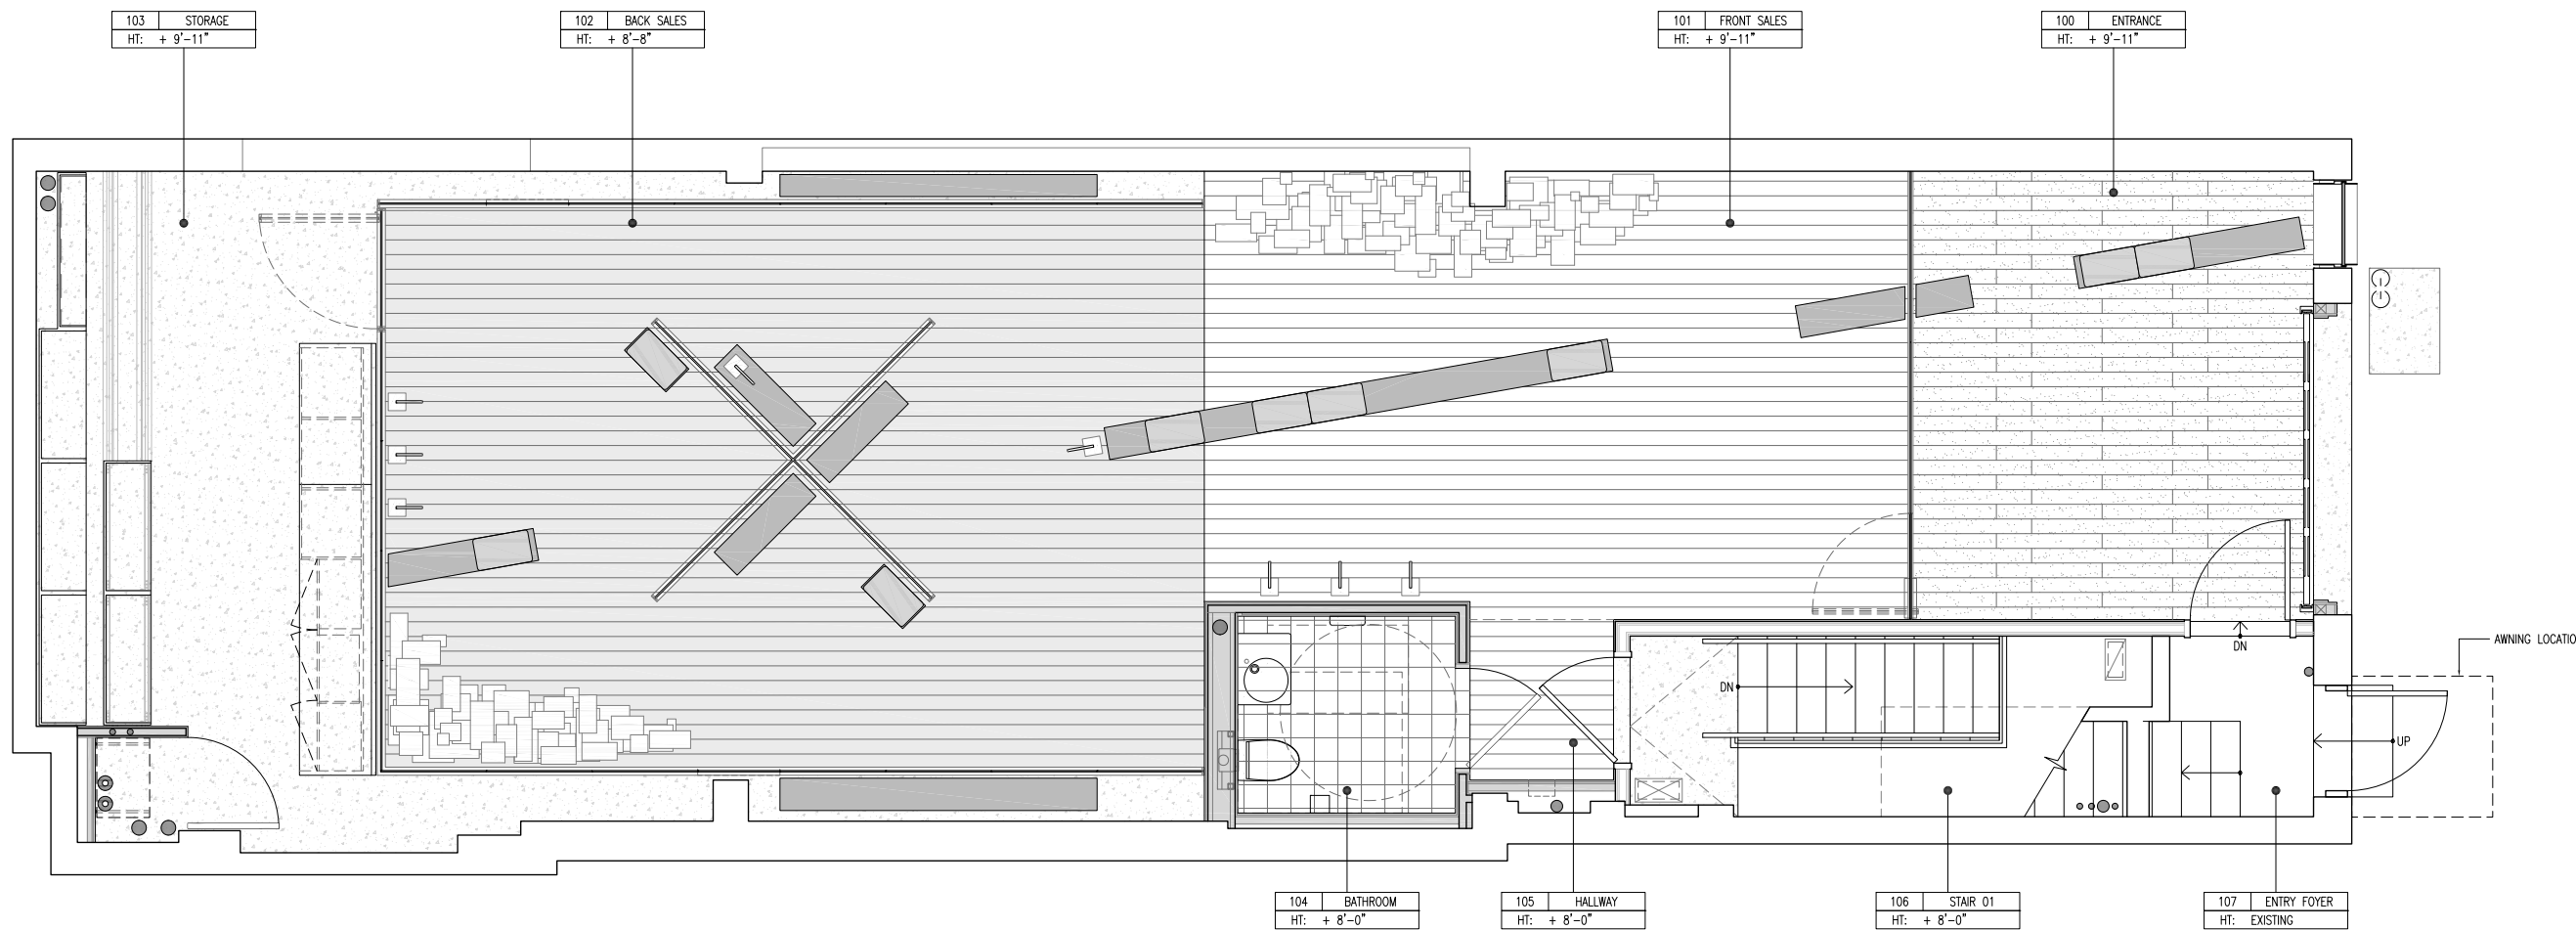 103 STORAGE
HT: + 9'-11"
102 BACK SALES
HT: + 8'-8"
101 FRONT SALES
HT: + 9'-11"
100 ENTRANCE
HT: + 9'-11"
AWNING LOCATIO
DN
DN
UP
104 BATHROOM
HT: + 8'-0"
105 HALLWAY
HT: + 8'-0"
106 STAIR 01
HT: + 8'-0"
107 ENTRY FOYER
HT: EXISTING